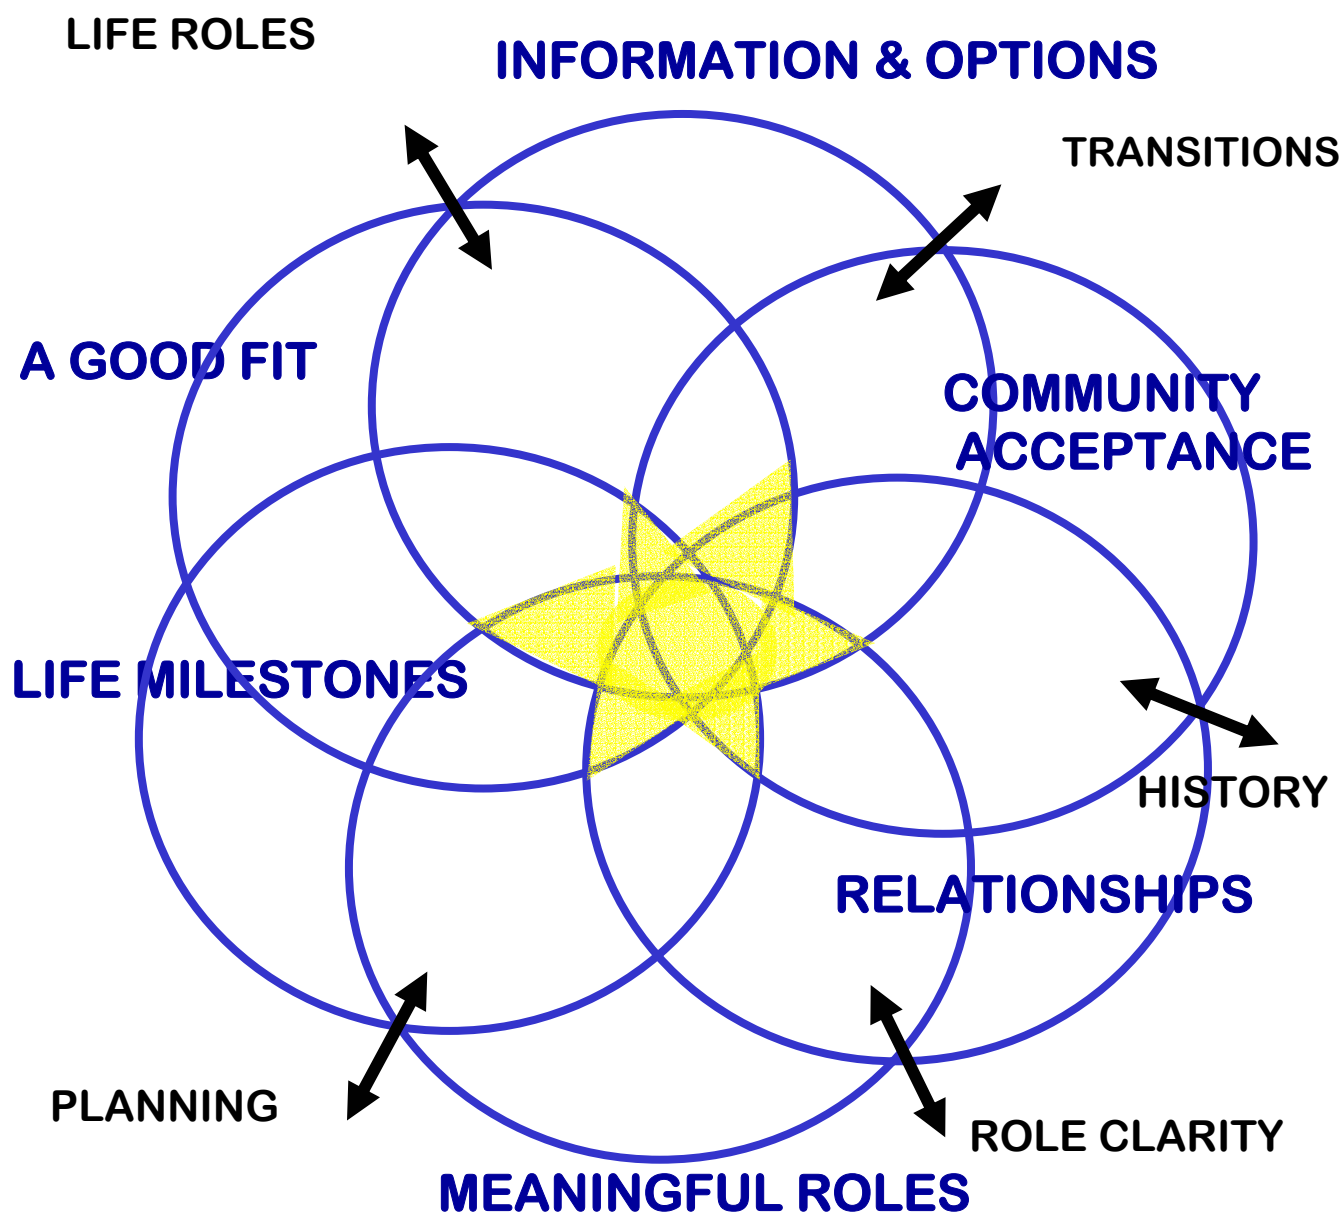 LIFE ROLES
INFORMATION & OPTIONS
TRANSITIONS
A GOOD FIT
COMMUNITY
ACCEPTANCE
LIFE MILESTONES
HISTORY
RELATIONSHIPS
PLANNING
ROLE CLARITY
MEANINGFUL ROLES